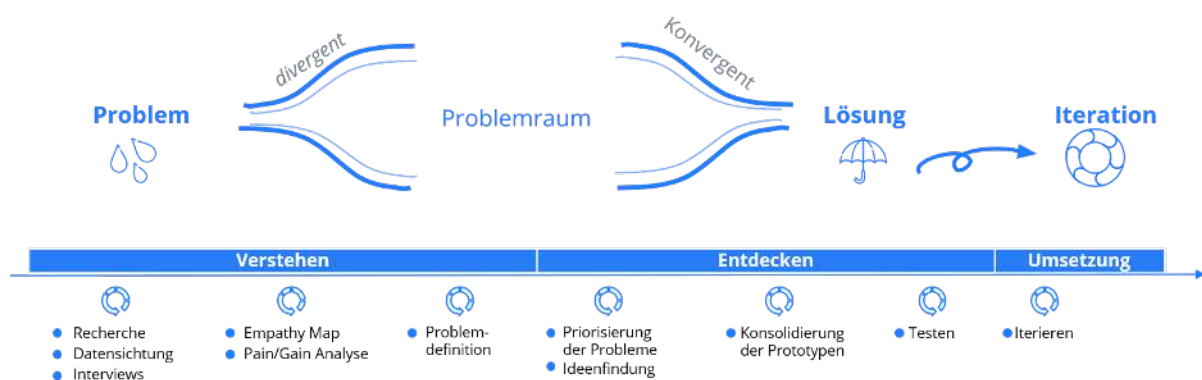 divergent
Konvergent
Problem
Problemraum
Lösung
Iteration
Verstehen
Entdecken
Umsetzung
Recherche
Datensichtung
Interviews
Empathy Map
Pain/Gain Analyse
Problem-
definition
Priorisierung
der Probleme
Ideenfindung
Konsolidierung
der Prototypen
Testen
Iterieren